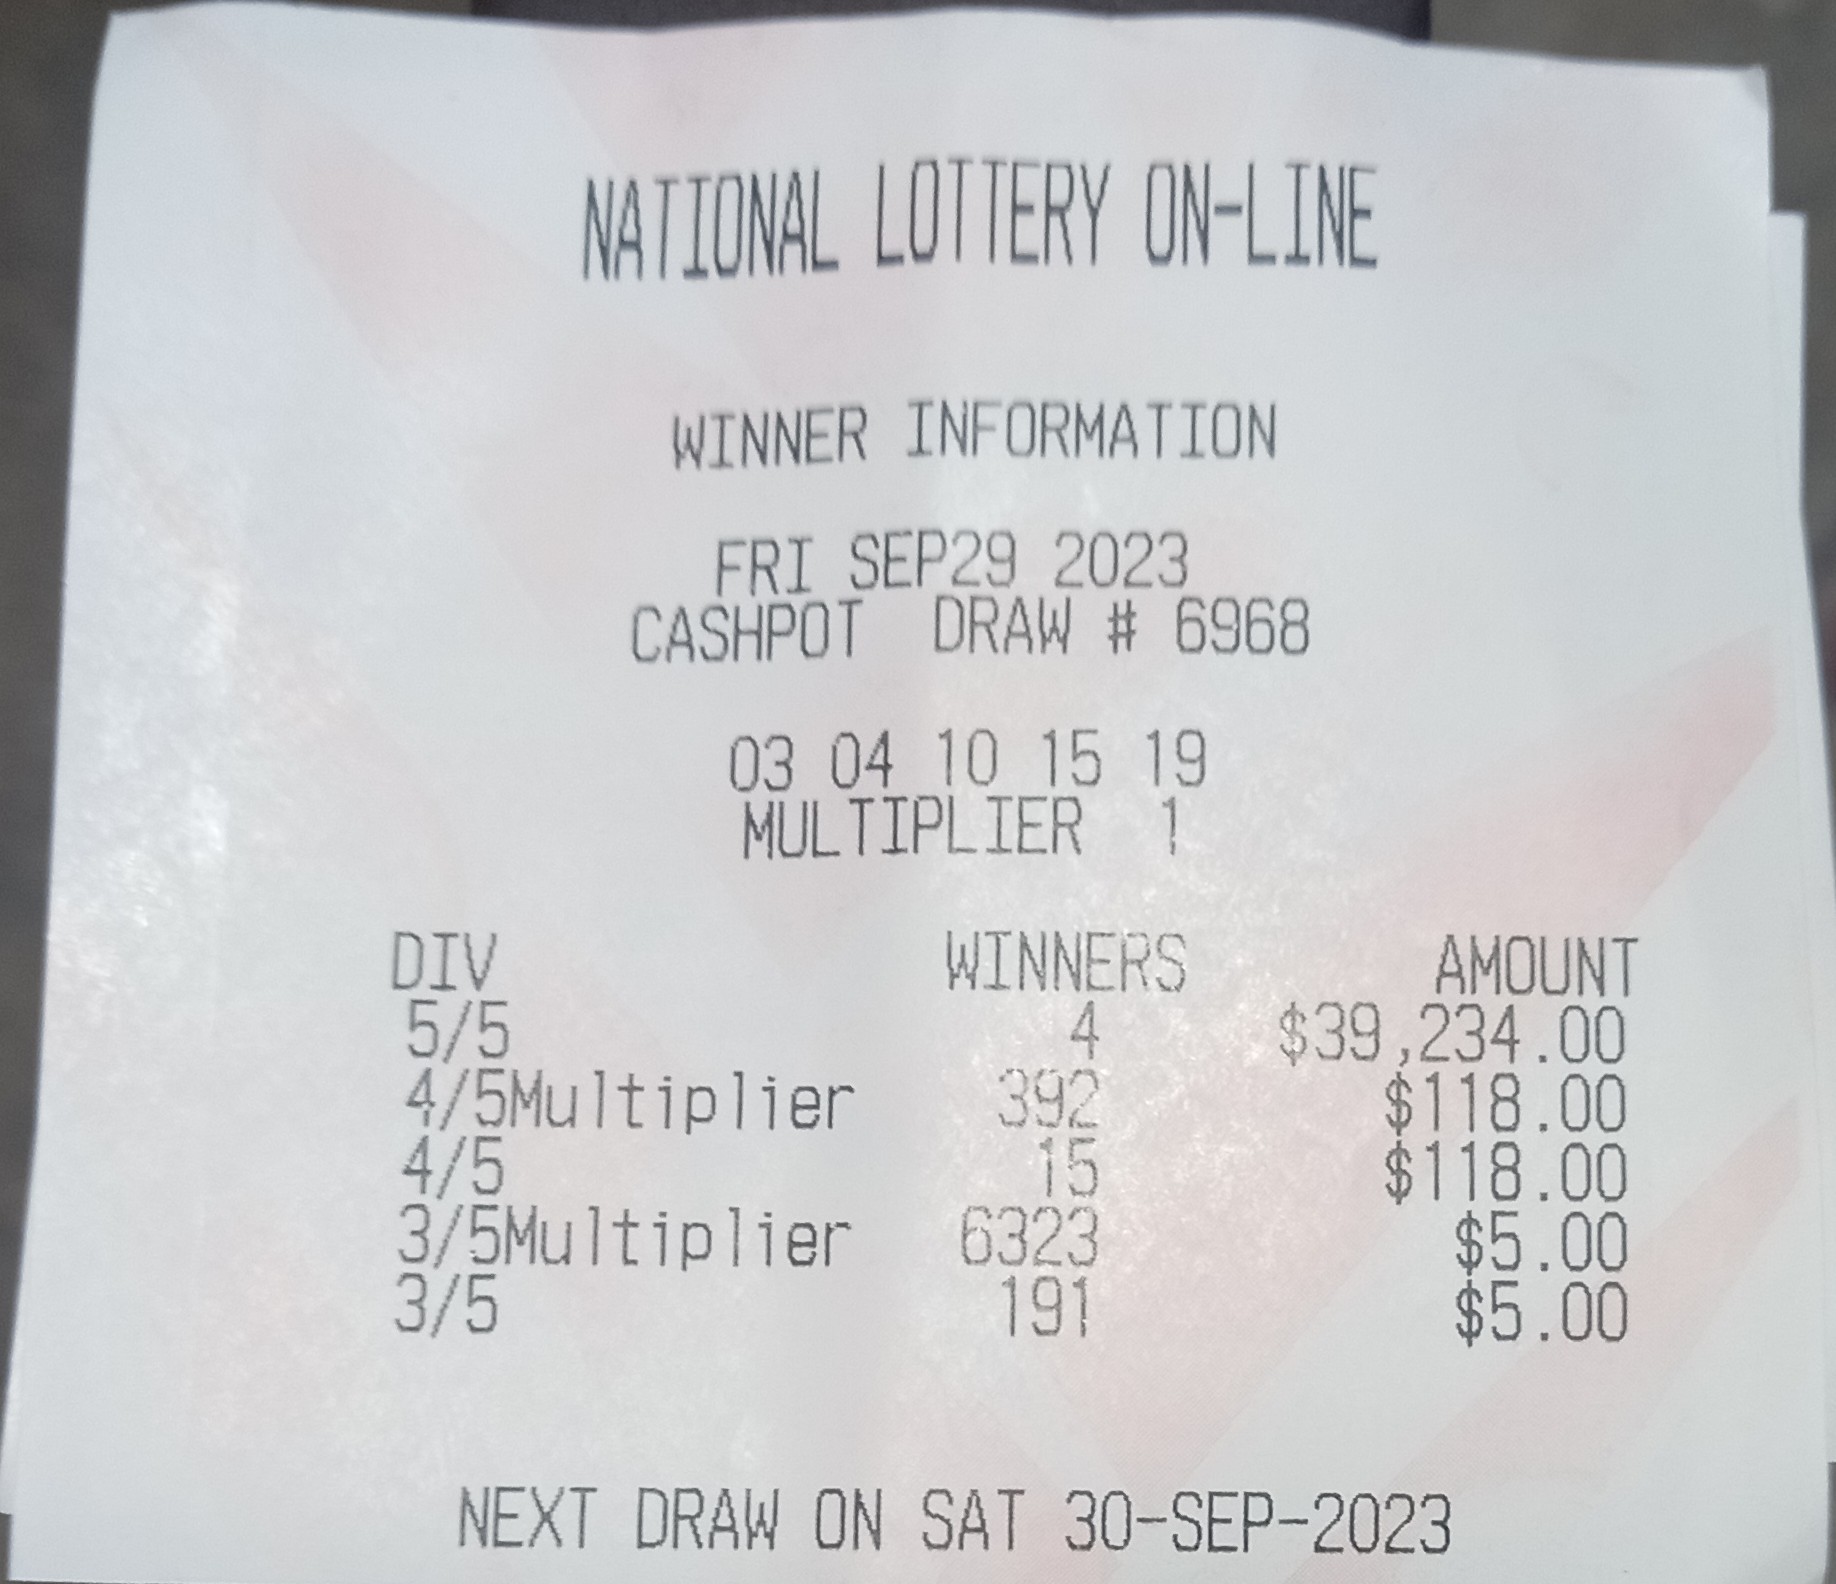 NATIONAL LOTTERY ON-LINE
WINNER INFORMATION
FRI SEP29 2023
CASHPOT DRAW # 6968
03 04 10 15 19
MULTIPLIER 1
DIV WINNERS AMOUNT
5/5 4 $39,234.00
4/5Multiplier 392 $118.00
4/5 15 $118.00
3/5Multiplier 6323 $5.00
3/5 191 $5.00
NEXT DRAW ON SAT 30-SEP-2023